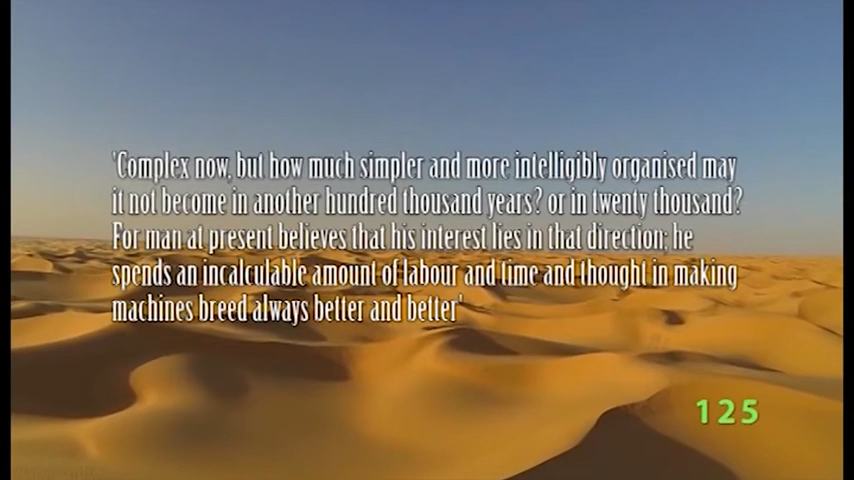 'Complex now, but how much simpler and more intelligibly organised may
it not become in another hundred thousand years? or in twenty thousand?
For man at present believes that his interest lies in that direction; he
spends an incalculable amount of labour and time and thought in making
machines breed always better and better'
125